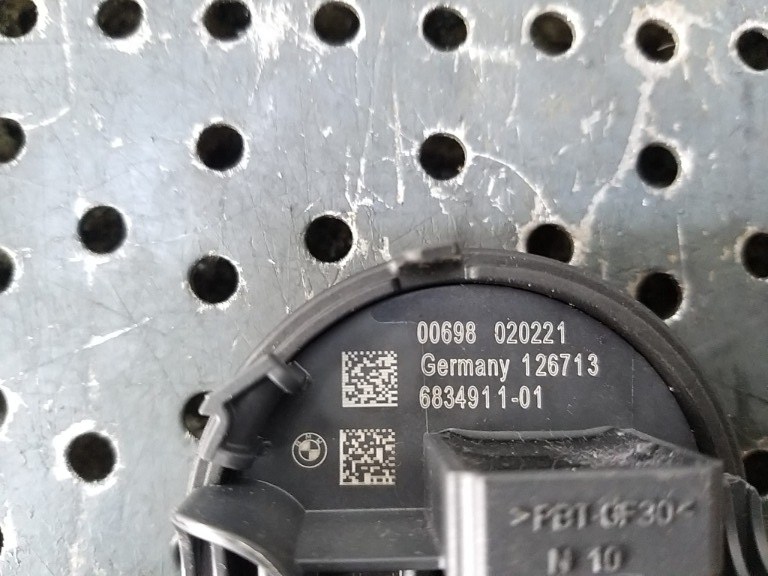 00698 020221
Germany 126713
6834911-01
>PBT-GF30<
N 10